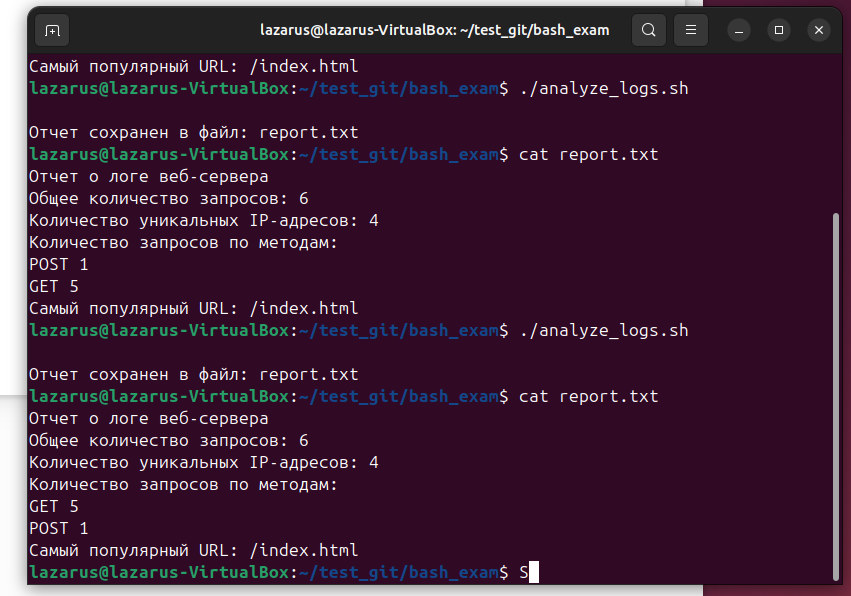 lazarus@lazarus-VirtualBox: ~/test_git/bash_exam
Самый популярный URL: /index.html
lazarus@lazarus-VirtualBox:~/test_git/bash_exam$ ./analyze_logs.sh
Отчет сохранен в файл: report.txt
lazarus@lazarus-VirtualBox:~/test_git/bash_exam$ cat report.txt
Отчет о логе веб-сервера
Общее количество запросов: 6
Количество уникальных IP-адресов: 4
Количество запросов по методам:
POST 1
GET 5
Самый популярный URL: /index.html
lazarus@lazarus-VirtualBox:~/test_git/bash_exam$ ./analyze_logs.sh
Отчет сохранен в файл: report.txt
lazarus@lazarus-VirtualBox:~/test_git/bash_exam$ cat report.txt
Отчет о логе веб-сервера
Общее количество запросов: 6
Количество уникальных IP-адресов: 4
Количество запросов по методам:
GET 5
POST 1
Самый популярный URL: /index.html
lazarus@lazarus-VirtualBox:~/test_git/bash_exam$ S